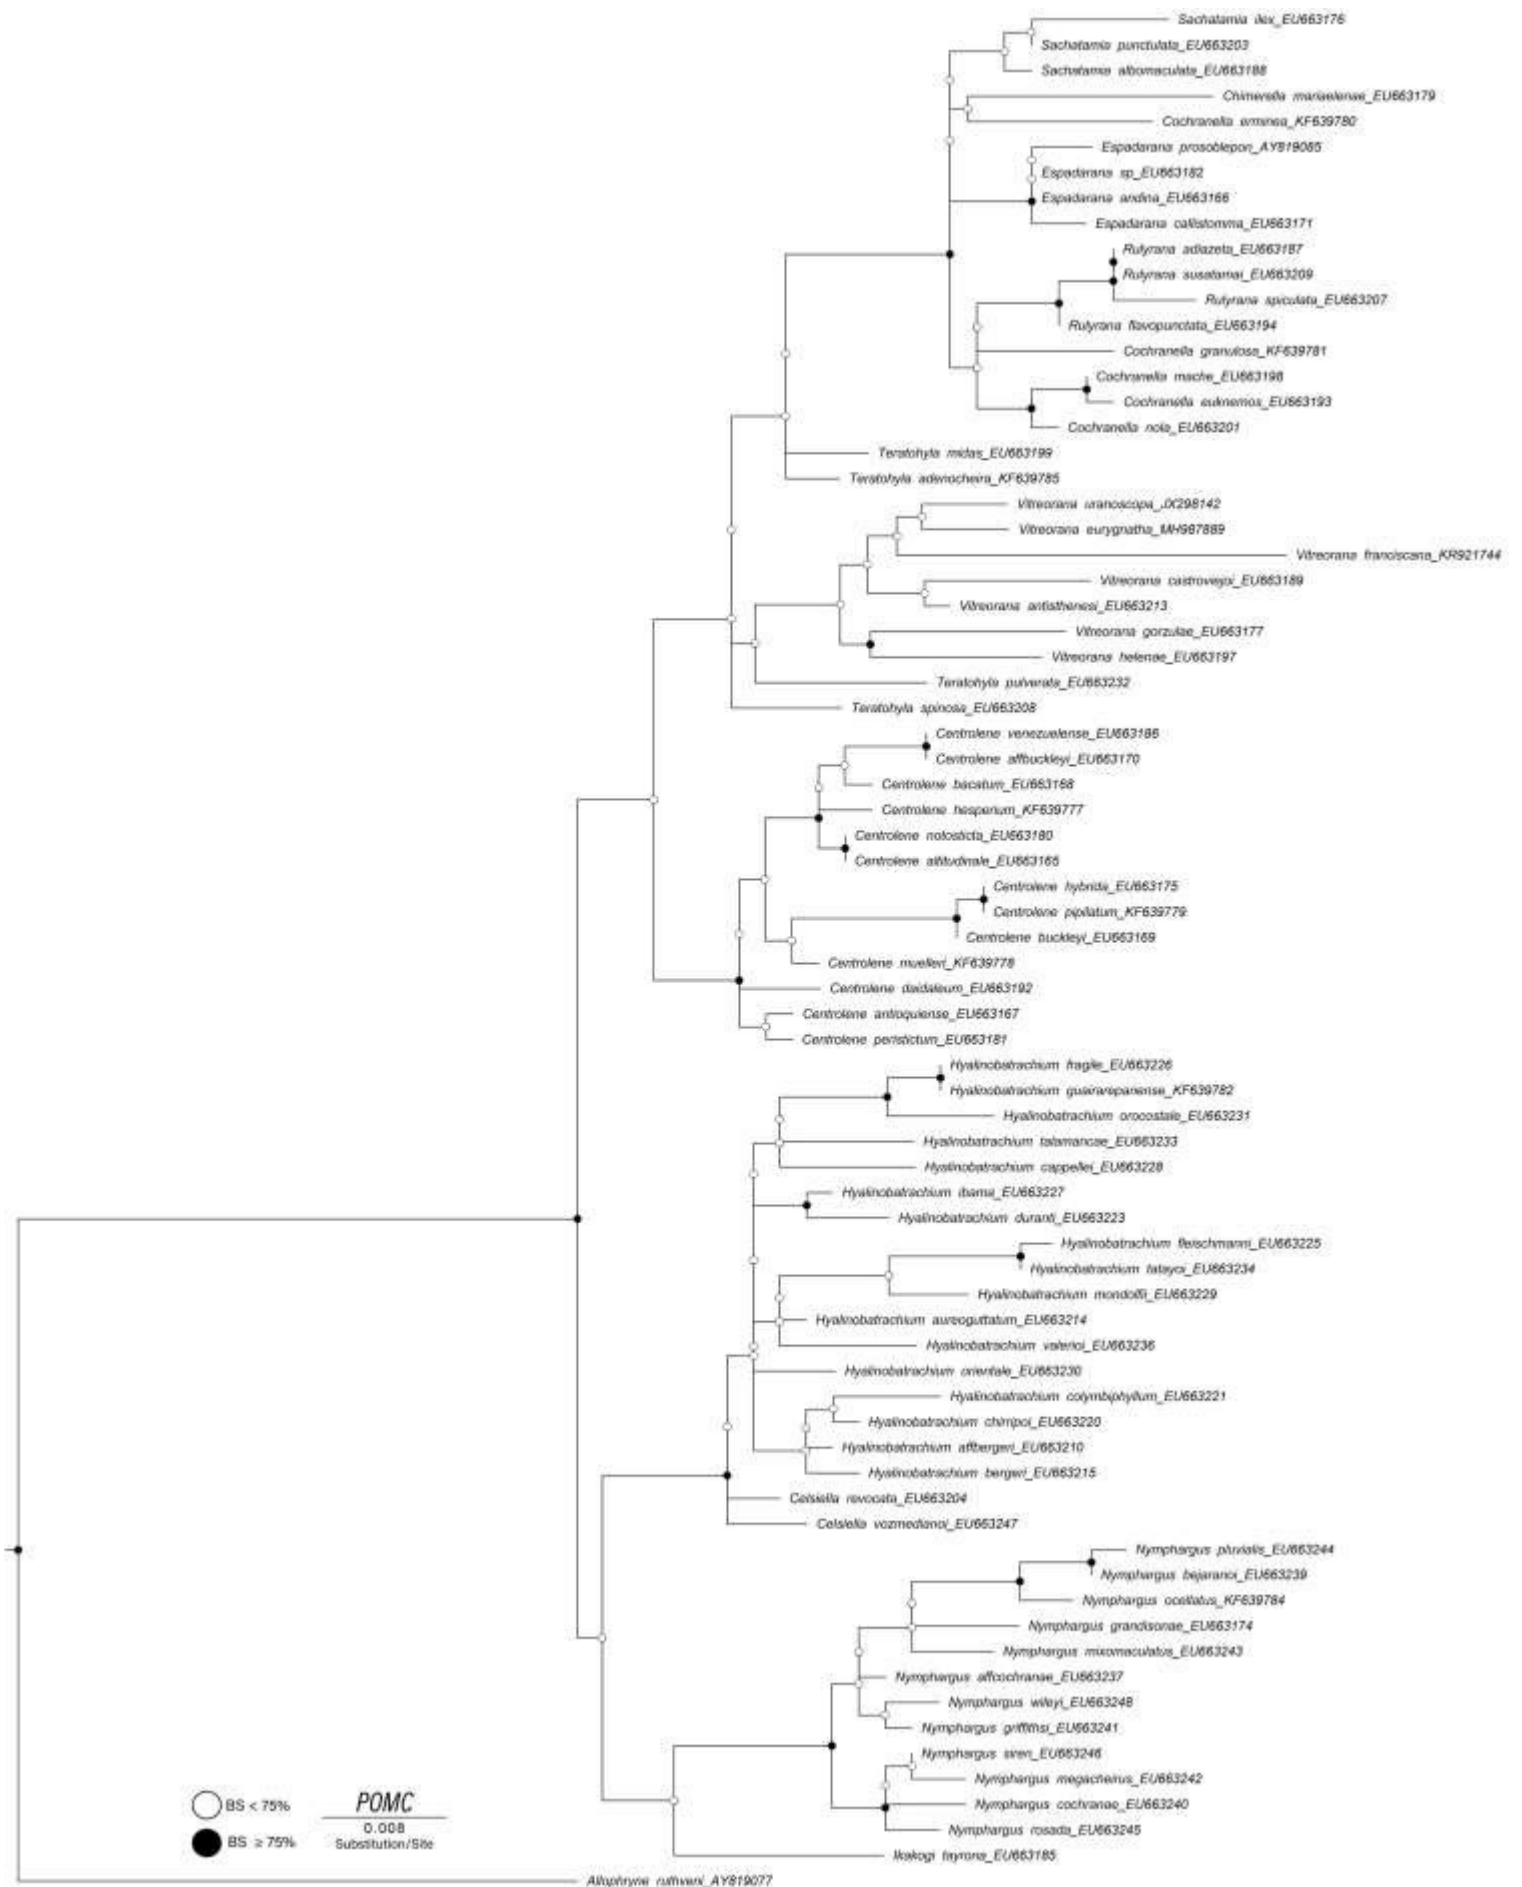 Sachatamia ilex_EU663176
Sachatamia punctulata_EU663203
Sachatamia albomaculata_EU663188
Chimerella mariaelenae_EU663179
Cochranella erminea_KF639780
Espadarana prosoblepon_AY819085
Espadarana sp_EU663182
Espadarana andina_EU663166
Espadarana callistomma_EU663171
Rulyrana adiazeta_EU663187
Rulyrana susatamai_EU663209
Rulyrana spiculata_EU663207
Rulyrana flavopunctata_EU663194
Cochranella granulosa_KF639781
Cochranella mache_EU663198
Cochranella euknemos_EU663193
Cochranella nola_EU663201
Teratohyla midas_EU663199
Teratohyla adenocheira_KF639785
Vitreorana uranoscopa_JX298142
Vitreorana eurygnatha_MH987889
Vitreorana franciscana_KR921744
Vitreorana castroviejoi_EU663189
Vitreorana antisthenesi_EU663213
Vitreorana gorzulae_EU663177
Vitreorana helenae_EU663197
Teratohyla pulverata_EU663232
Teratohyla spinosa_EU663208
Centrolene venezuelense_EU663186
Centrolene affbuckleyi_EU663170
Centrolene bacatum_EU663168
Centrolene hesperium_KF639777
Centrolene notosticta_EU663180
Centrolene altitudinale_EU663165
Centrolene hybrida_EU663175
Centrolene pipilatum_KF639779
Centrolene buckleyi_EU663169
Centrolene muelleri_KF639778
Centrolene daidaleum_EU663192
Centrolene antioquiense_EU663167
Centrolene peristictum_EU663181
Hyalinobatrachium fragile_EU663226
Hyalinobatrachium guairarepanense_KF639782
Hyalinobatrachium orocostale_EU663231
Hyalinobatrachium talamancae_EU663233
Hyalinobatrachium cappellei_EU663228
Hyalinobatrachium ibama_EU663227
Hyalinobatrachium duranti_EU663223
Hyalinobatrachium fleischmanni_EU663225
Hyalinobatrachium tatayoi_EU663234
Hyalinobatrachium mondolfii_EU663229
Hyalinobatrachium aureoguttatum_EU663214
Hyalinobatrachium valerioi_EU663236
Hyalinobatrachium orientale_EU663230
Hyalinobatrachium colymbiphyllum_EU663221
Hyalinobatrachium chirripoi_EU663220
Hyalinobatrachium affbergeri_EU663210
Hyalinobatrachium bergeri_EU663215
Celsiella revocata_EU663204
Celsiella vozmedianoi_EU663247
Nymphargus pluvialis_EU663244
Nymphargus bejaranoi_EU663239
Nymphargus ocellatus_KF639784
Nymphargus grandisonae_EU663174
Nymphargus mixomaculatus_EU663243
Nymphargus affcochranae_EU663237
Nymphargus wileyi_EU663248
Nymphargus griffithsi_EU663241
Nymphargus siren_EU663246
Nymphargus megacheirus_EU663242
Nymphargus cochranae_EU663240
Nymphargus rosada_EU663245
Ikakogi tayrona_EU663185
Allophryne ruthveni_AY819077
BS < 75%
BS ≥ 75%
POMC
0.008
Substitution/Site